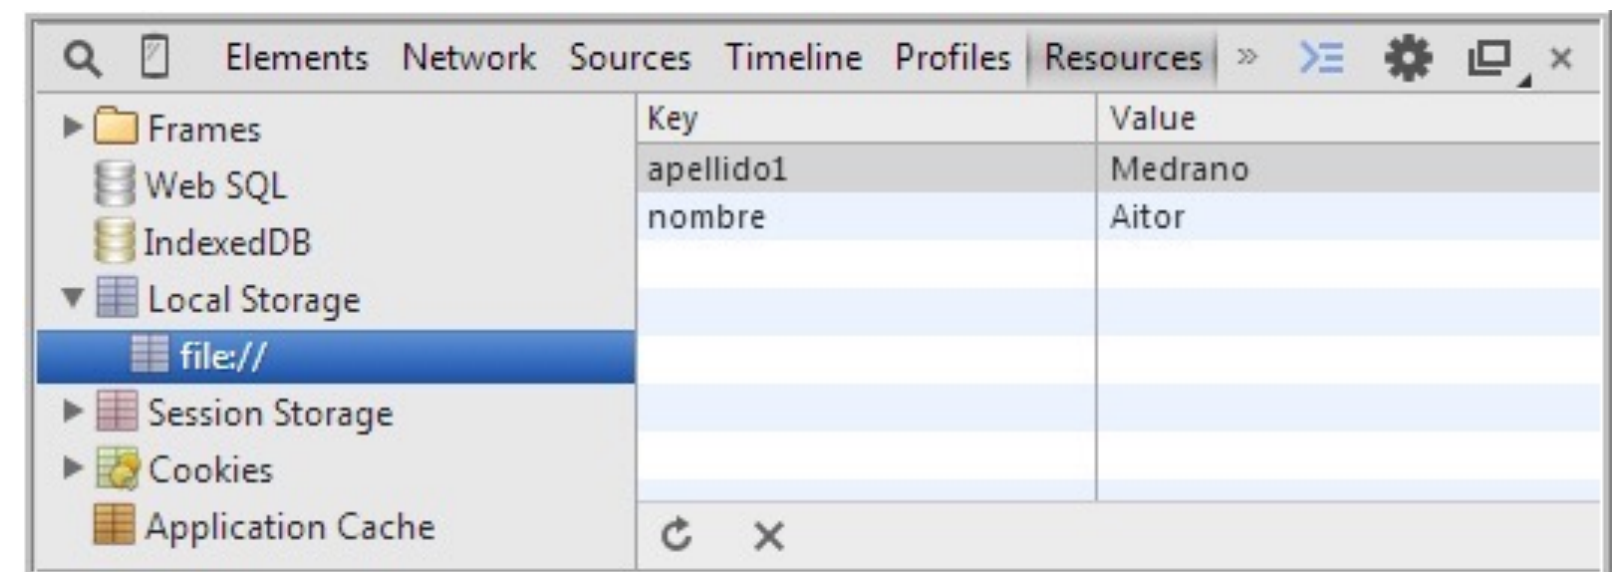 Elements Network Sources Timeline Profiles Resources »
Frames
Web SQL
IndexedDB
Local Storage
file://
Session Storage
Cookies
Application Cache
Key Value
apellido1 Medrano
nombre Aitor